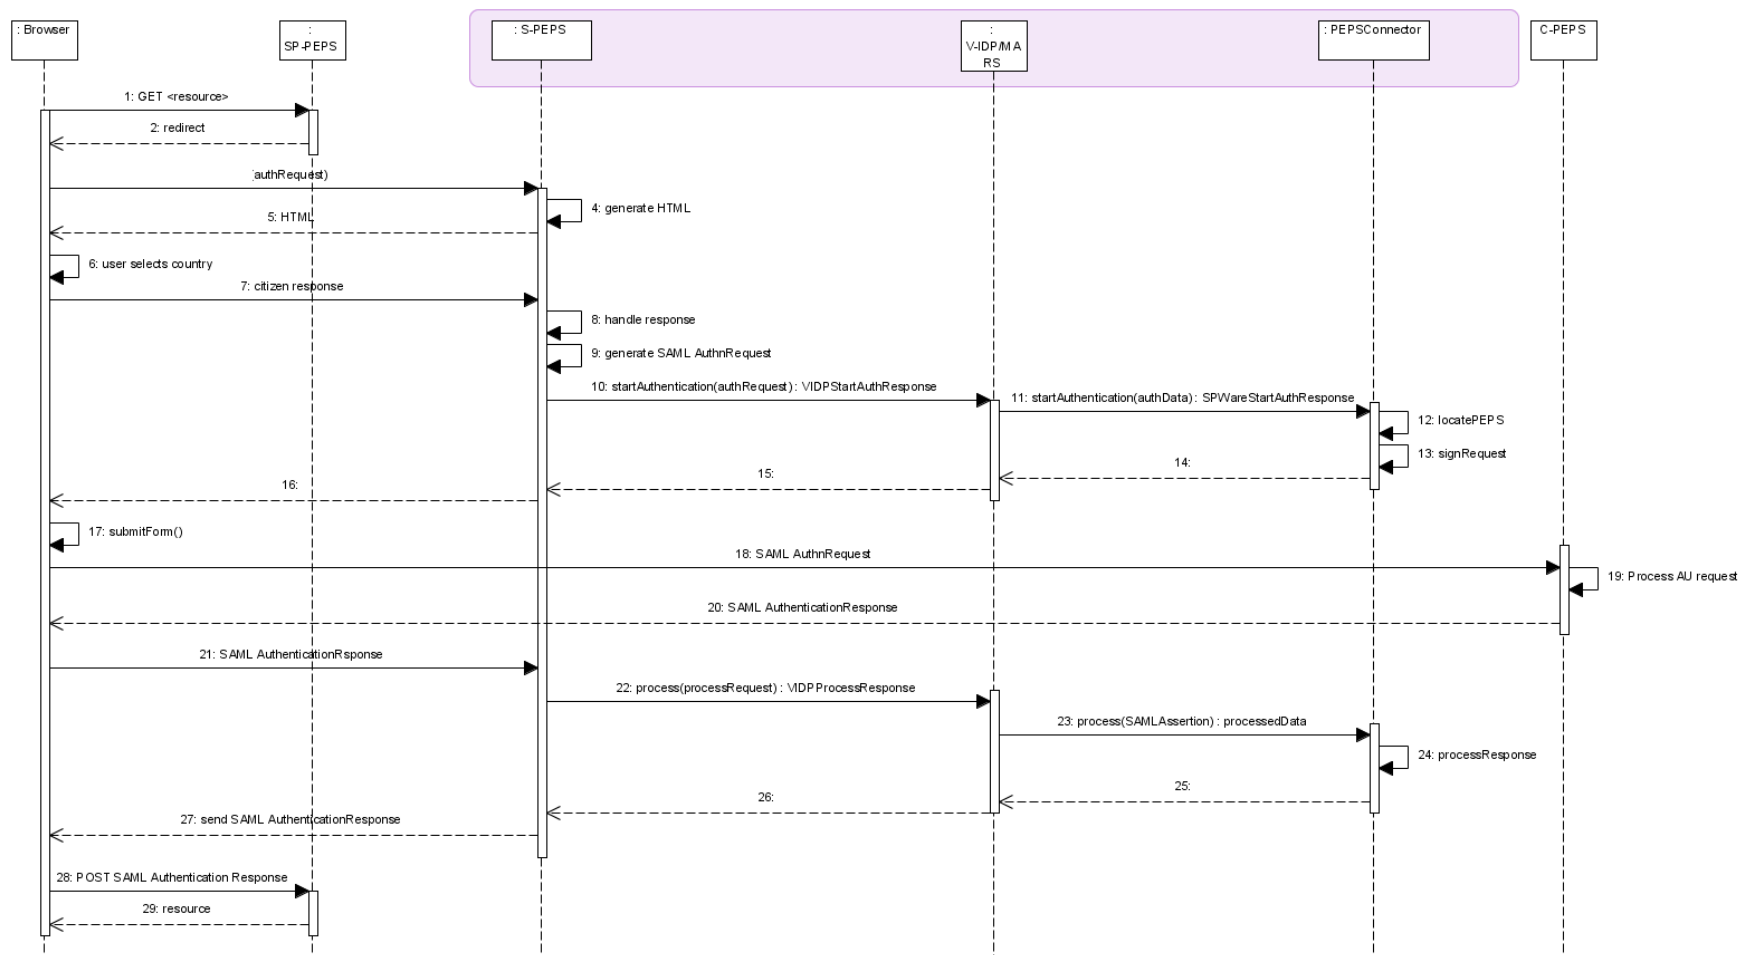 : Browser
:
SP-PEPS
: S-PEPS
:
V-IDP/MA
RS
: PEPSConnector
C-PEPS
1: GET <resource>
2: redirect
authRequest)
4: generate HTML
5: HTML
6: user selects country
7: citizen response
8: handle response
9: generate SAML AuthnRequest
10: startAuthentication(authRequest) : VIDPStartAuthResponse
11: startAuthentication(authData) : SPWareStartAuthResponse
12: locatePEPS
13: signRequest
14:
15:
16:
17: submitForm()
18: SAML AuthnRequest
19: Process AU request
20: SAML AuthenticationResponse
21: SAML AuthenticationRsponse
22: process(processRequest) : VIDPProcessResponse
23: process(SAMLAssertion) : processedData
24: processResponse
25:
26:
27: send SAML AuthenticationResponse
28: POST SAML Authentication Response
29: resource